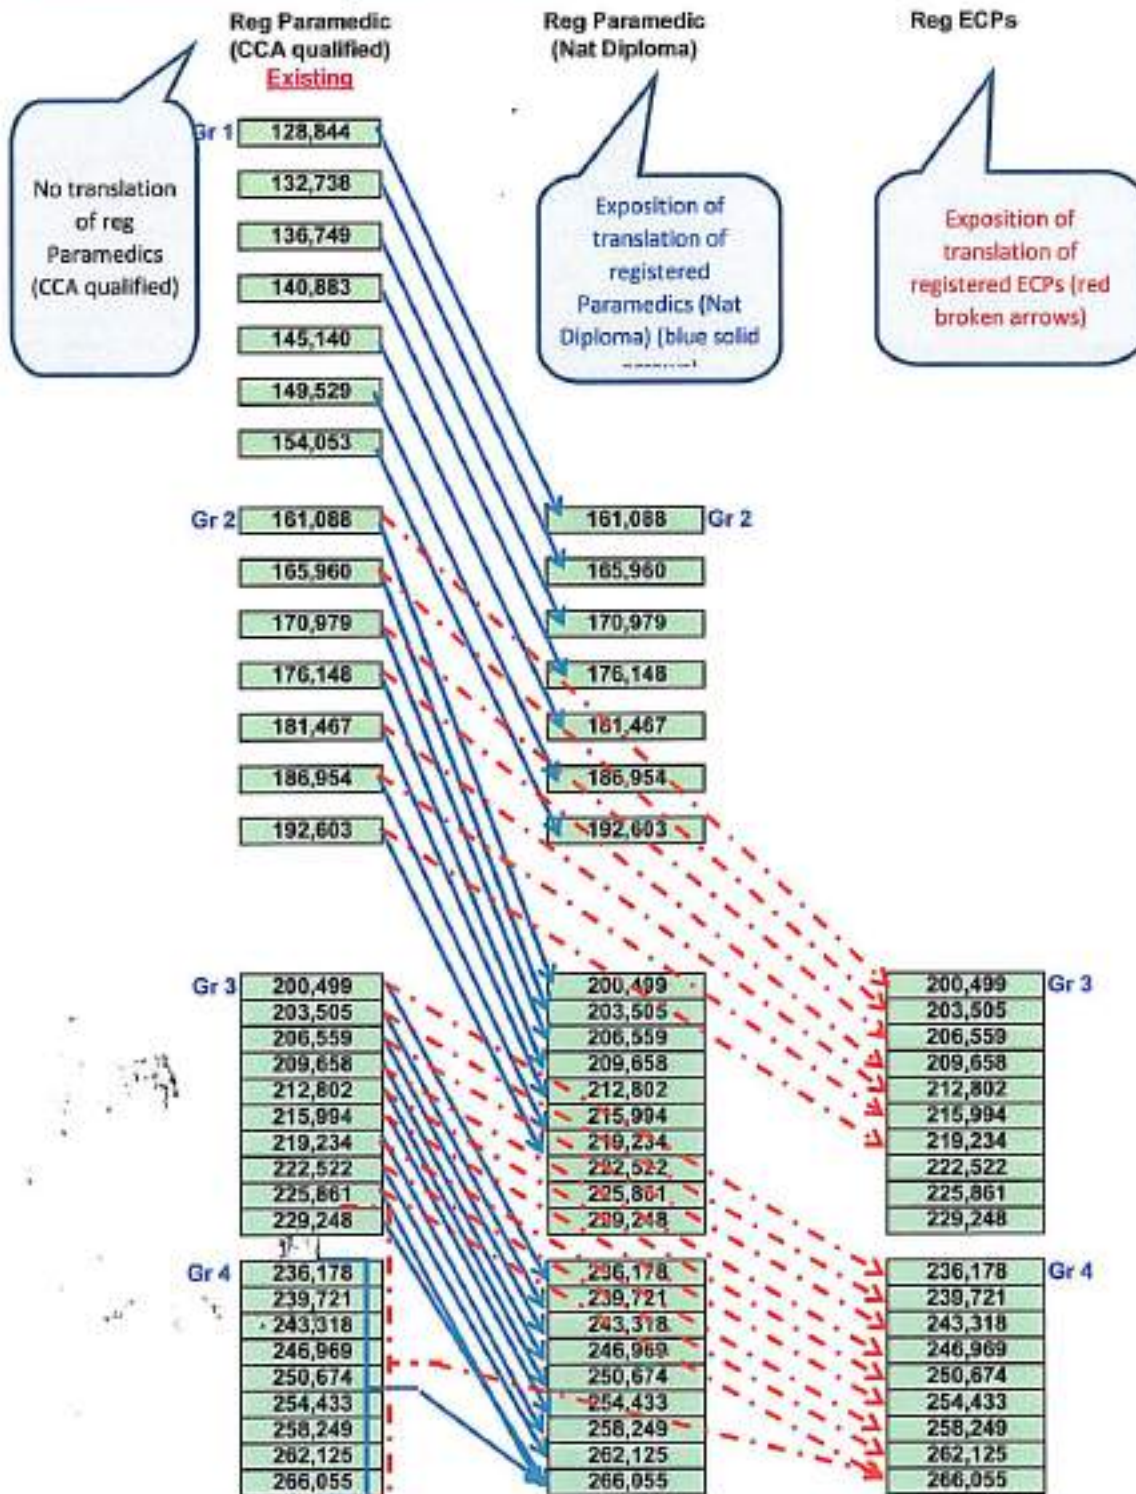 Reg Paramedic
(CCA qualified)
Existing
Reg Paramedic
(Nat Diploma)
Reg ECPs
No translation
of reg
Paramedics
(CCA qualified)
Exposition of
translation of
registered
Paramedics (Nat
Diploma) (blue solid
Exposition of
translation of
registered ECPs (red
broken arrows)
Gr 1 128,844
132,738
136,749
140,883
145,140
149,529
154,053
Gr 2 161,088 161,088 Gr 2
165,960 165,960
170,979 170,979
176,148 176,148
181,467 181,467
186,954 186,954
192,603 192,603
Gr 3 200,499 200,499 200,499 Gr 3
203,505 203,505 203,505
206,559 206,559 206,559
209,658 209,658 209,658
212,802 212,802 212,802
215,994 215,994 215,994
219,234 219,234 219,234
222,522 222,522 222,522
225,861 225,861 225,861
229,248 229,248 229,248
Gr 4 236,178 236,178 236,178 Gr 4
239,721 239,721 239,721
243,318 243,318 243,318
246,969 246,969 246,969
250,674 250,674 250,674
254,433 254,433 254,433
258,249 258,249 258,249
262,125 262,125 262,125
266,055 266,055 266,055